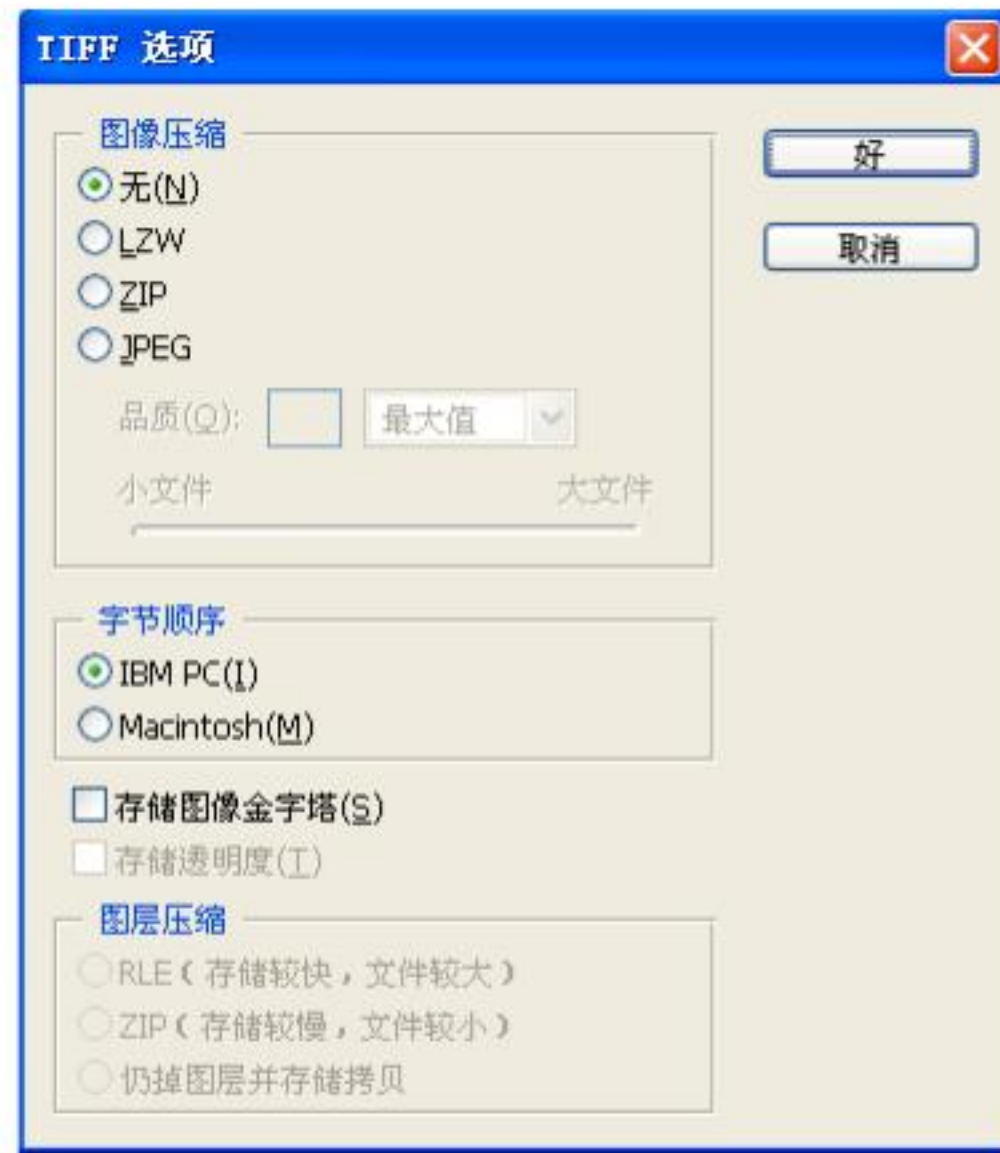 TIFF 选项
图像压缩
好
无(N)
LZW
取消
ZIP
JPEG
品质(Q): 最大值
小文件 大文件
字节顺序
IBM PC(I)
Macintosh(M)
存储图像金字塔(S)
存储透明度(T)
图层压缩
RLE（存储较快，文件较大）
ZIP（存储较慢，文件较小）
仍掉图层并存储拷贝